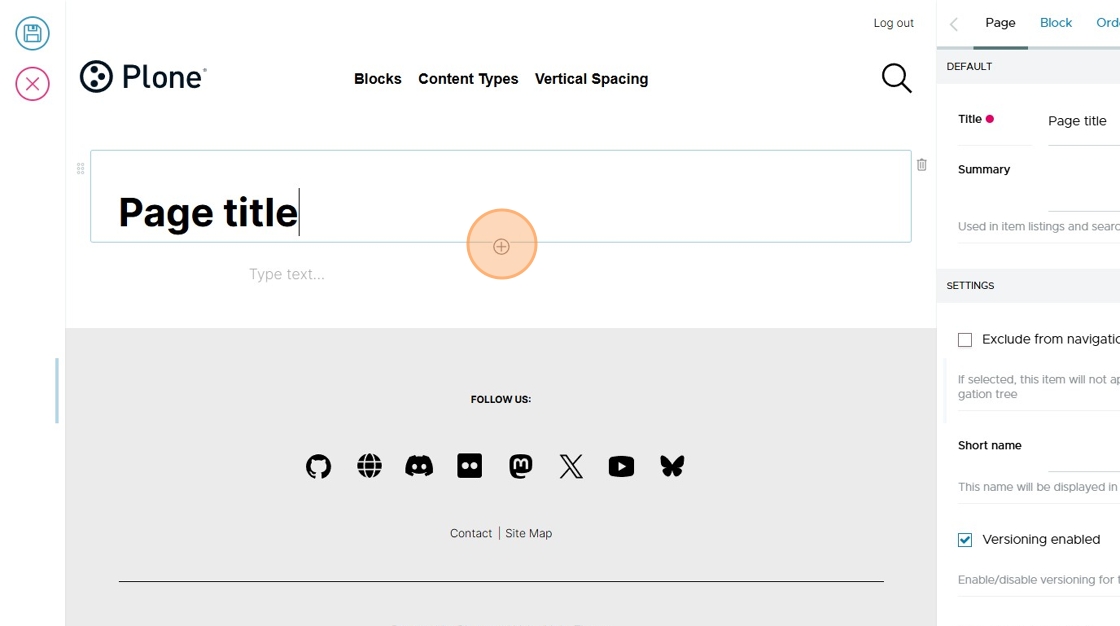 Log out
Plone®
Blocks Content Types Vertical Spacing
Page title
Type text...
FOLLOW US:
Contact | Site Map
Page Block Orde
DEFAULT
Title
Page title
Summary
Used in item listings and searc
SETTINGS
Exclude from navigatio
If selected, this item will not ap
gation tree
Short name
This name will be displayed in
Versioning enabled
Enable/disable versioning for t